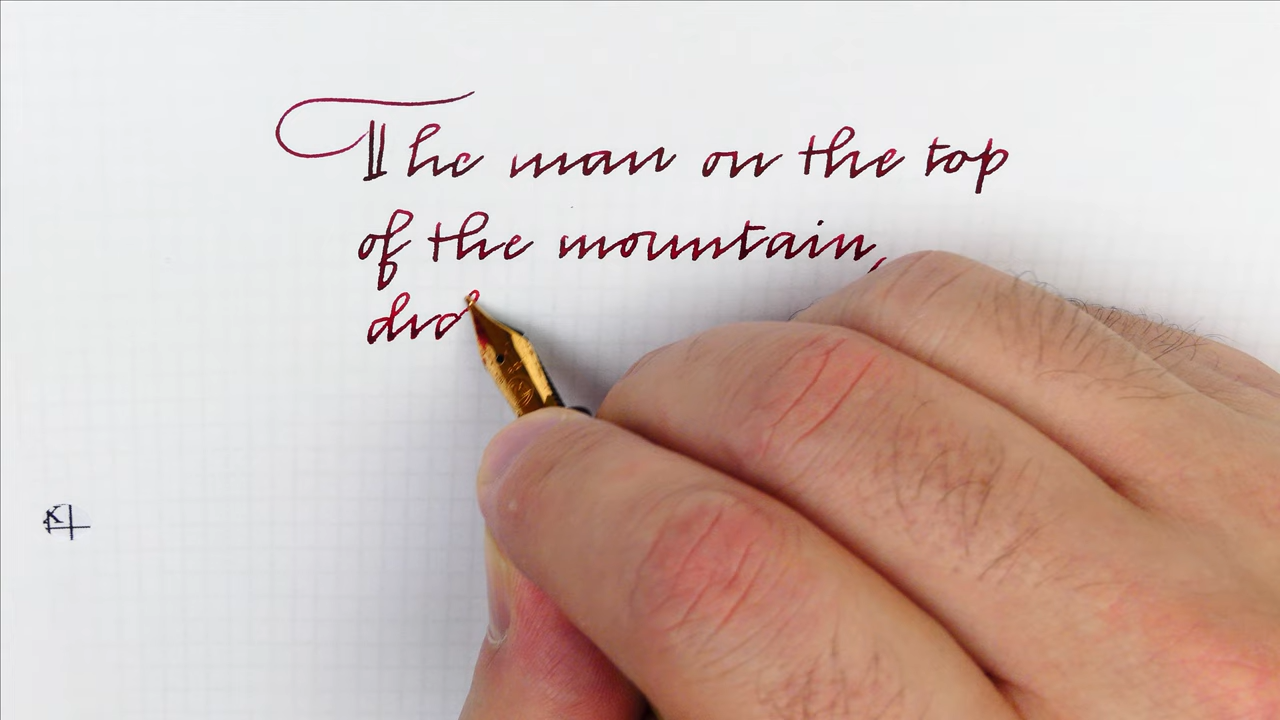 The man on the top
of the mountain,
did
K